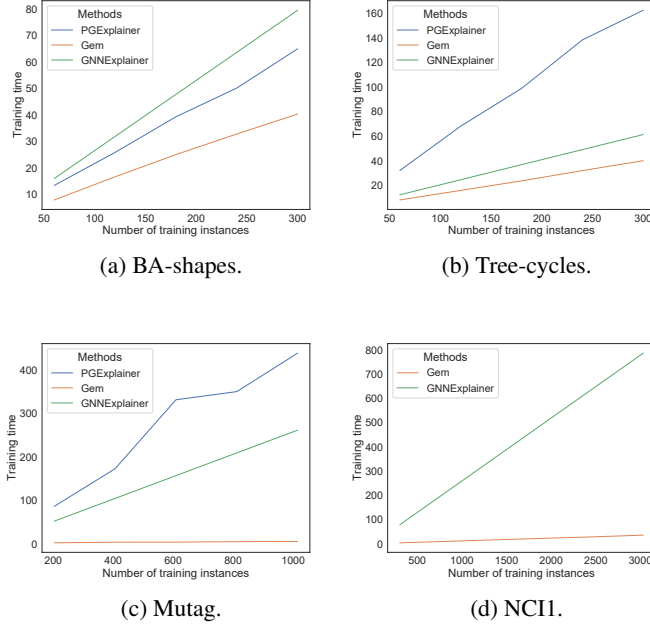 80
70
60
50
40
30
20
10
Training time
Methods
PGExplainer
Gem
GNNExplainer
50 100 150 200 250 300
Number of training instances
(a) BA-shapes.
160
140
120
100
80
60
40
20
Training time
Methods
PGExplainer
Gem
GNNExplainer
50 100 150 200 250 300
Number of training instances
(b) Tree-cycles.
400
300
200
100
0
Training time
Methods
PGExplainer
Gem
GNNExplainer
200 400 600 800 1000
Number of training instances
(c) Mutag.
800
700
600
500
400
300
200
100
0
Training time
Methods
Gem
GNNExplainer
500 1000 1500 2000 2500 3000
Number of training instances
(d) NCI1.